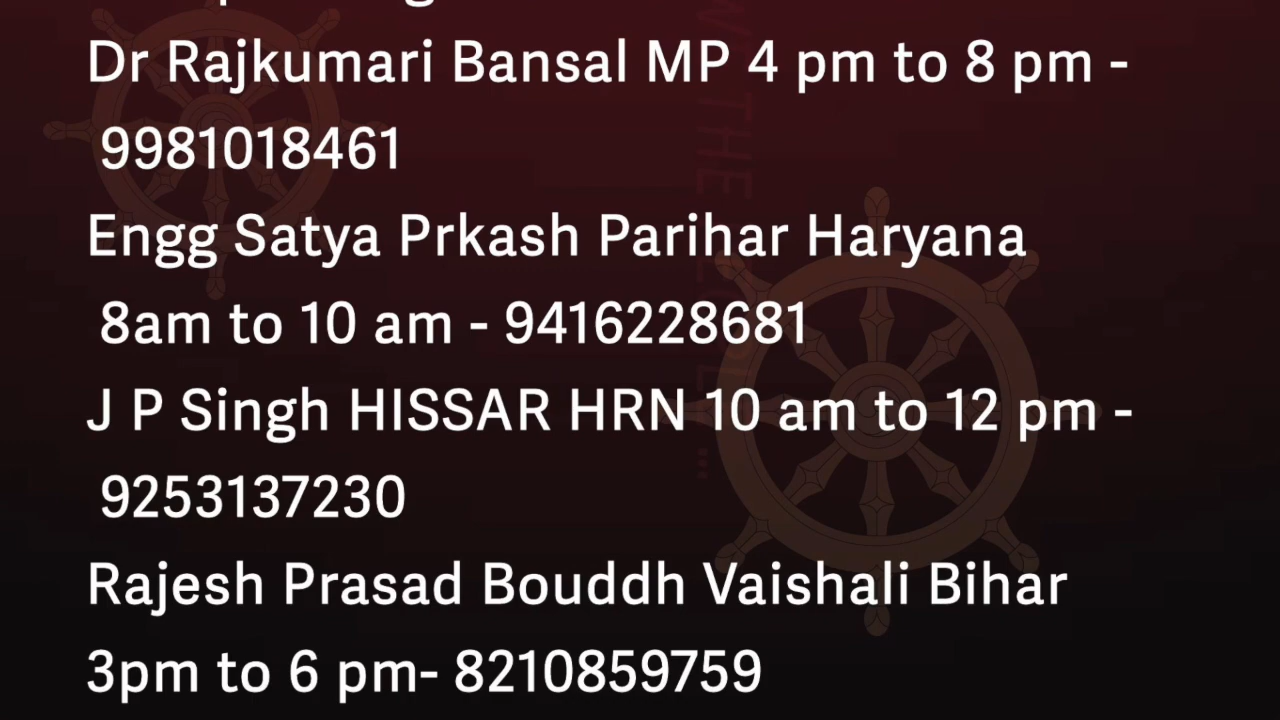 Dr Rajkumari Bansal MP 4 pm to 8 pm -
9981018461
Engg Satya Prkash Parihar Haryana
8am to 10 am - 9416228681
J P Singh HISSAR HRN 10 am to 12 pm -
9253137230
Rajesh Prasad Bouddh Vaishali Bihar
3pm to 6 pm- 8210859759
THE